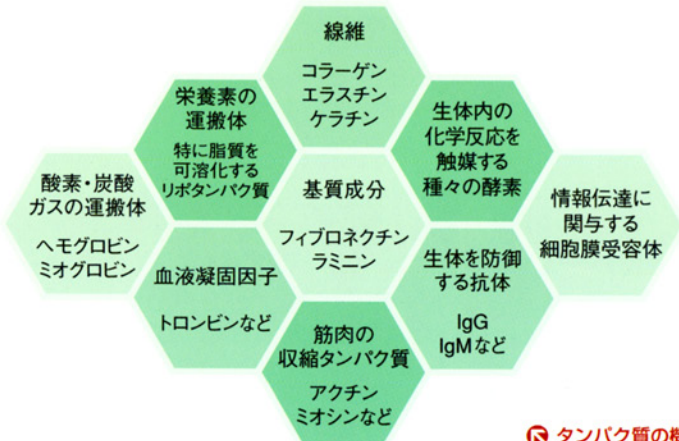 線維
コラーゲン
エラスチン
ケラチン
栄養素の
運搬体
特に脂質を
可溶化する
リポタンパク質
生体内の
化学反応を
触媒する
種々の酵素
酸素・炭酸
ガスの運搬体
ヘモグロビン
ミオグロビン
基質成分
フィブロネクチン
ラミニン
情報伝達に
関与する
細胞膜受容体
血液凝固因子
トロンビンなど
生体を防御
する抗体
IgG
IgMなど
筋肉の
収縮タンパク質
アクチン
ミオシンなど
タンパク質の